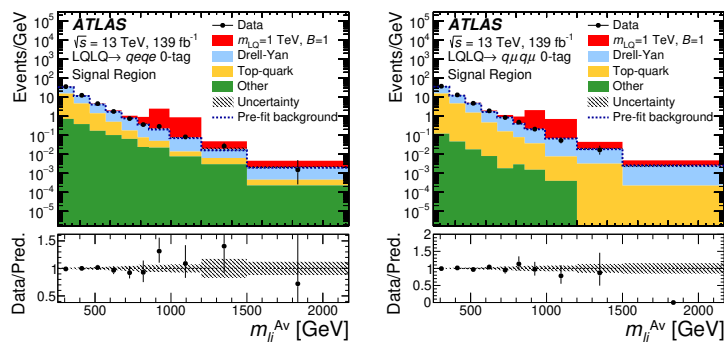 ATLAS
√s = 13 TeV, 139 fb⁻¹
LQLQ→ qeqe 0-tag
Signal Region
Data
m_LQ=1 TeV, B=1
Drell-Yan
Top-quark
Other
Uncertainty
Pre-fit background
Events/GeV
10⁵
10⁴
10³
10²
10
1
10⁻¹
10⁻²
10⁻³
10⁻⁴
10⁻⁵
Data/Pred.
1.5
1
0.5
500 1000 1500 2000
m_lj^Av [GeV]
ATLAS
√s = 13 TeV, 139 fb⁻¹
LQLQ→ qμqμ 0-tag
Signal Region
Data
m_LQ=1 TeV, B=1
Drell-Yan
Top-quark
Other
Uncertainty
Pre-fit background
Events/GeV
10⁵
10⁴
10³
10²
10
1
10⁻¹
10⁻²
10⁻³
10⁻⁴
10⁻⁵
Data/Pred.
2
1.5
1
0.5
0
500 1000 1500 2000
m_lj^Av [GeV]